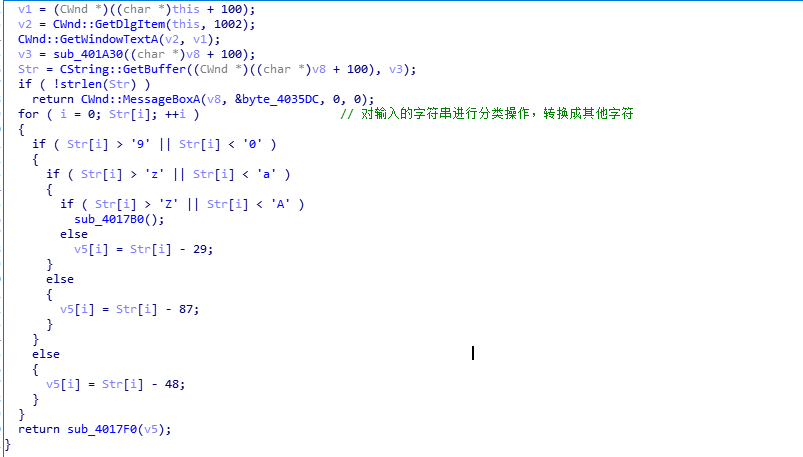 v1 = (CWnd *)((char *)this + 100);
v2 = CWnd::GetDlgItem(this, 1002);
CWnd::GetWindowTextA(v2, v1);
v3 = sub_401A30((char *)v8 + 100);
Str = CString::GetBuffer((CWnd *)((char *)v8 + 100), v3);
if ( !strlen(Str) )
return CWnd::MessageBoxA(v8, &byte_4035DC, 0, 0);
for ( i = 0; Str[i]; ++i ) // 对输入的字符串进行分类操作，转换成其他字符
{
if ( Str[i] > '9' || Str[i] < '0' )
{
if ( Str[i] > 'z' || Str[i] < 'a' )
{
if ( Str[i] > 'Z' || Str[i] < 'A' )
sub_4017B0();
else
v5[i] = Str[i] - 29;
}
else
{
v5[i] = Str[i] - 87;
}
}
else
{
v5[i] = Str[i] - 48;
}
}
return sub_4017F0(v5);
}